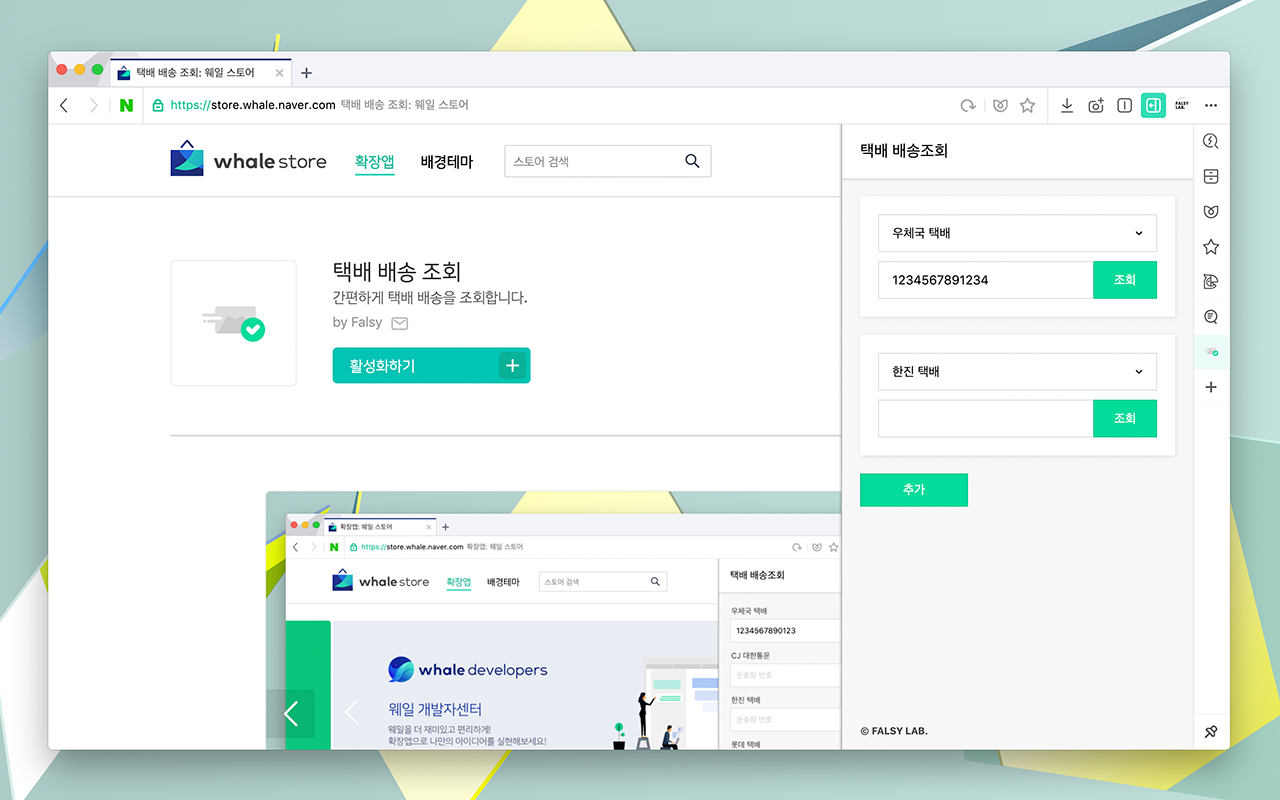 택배 배송 조회: 웨일 스토어
N https://store.whale.naver.com 택배 배송 조회: 웨일 스토어
FALSY LAB.
whale store 확장앱 배경테마 스토어 검색
택배 배송 조회
간편하게 택배 배송을 조회합니다.
by Falsy
활성화하기
확장앱: 웨일 스토어
N https://store.whale.naver.com 확장앱: 웨일 스토어
whale store 확장앱 배경테마 스토어 검색
whale developers
웨일 개발자센터
웨일을 더 재미있고 편리하게!
확장앱으로 나만의 아이디어를 실현해보세요!
택배 배송조회
우체국 택배
1234567890123
CJ 대한통운
운송장 번호
한진 택배
운송장 번호
롯데 택배
택배 배송조회
우체국 택배
1234567891234 조회
한진 택배
조회
추가
© FALSY LAB.